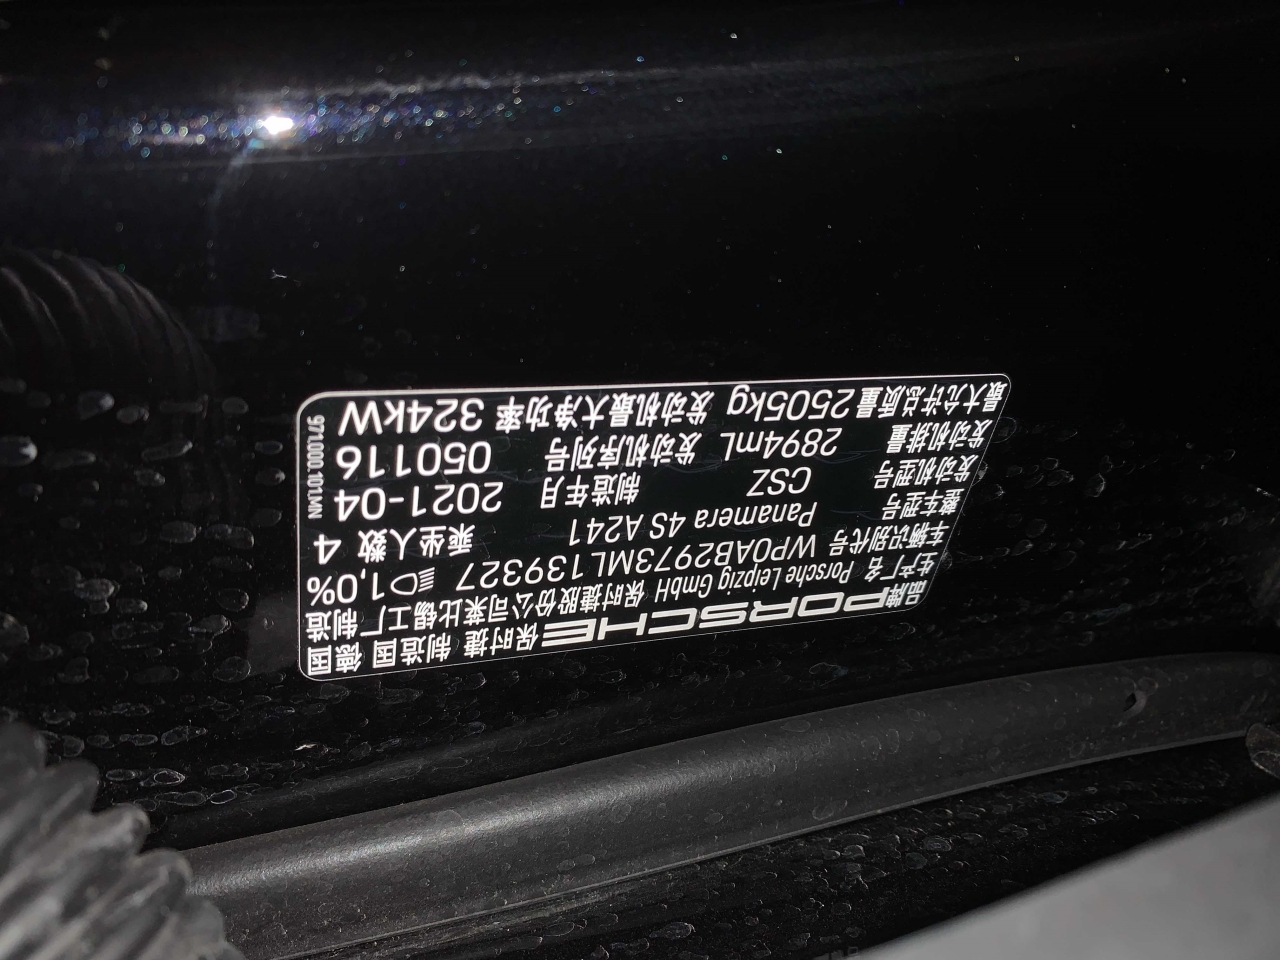 品牌 PORSCHE 保时捷 制造国 德国
生产厂名 Porsche Leipzig GmbH 保时捷股份公司莱比锡工厂制造
车辆识别代号 WP0AB2973ML139327 1,0%
整车型号 Panamera 4S A241 乘坐人数 4
发动机型号 CSZ 制造年月 2021-04
发动机排量 2894mL 发动机序列号 050116
最大允许总质量 2505kg 发动机最大净功率 324kW
971.000.101.MN